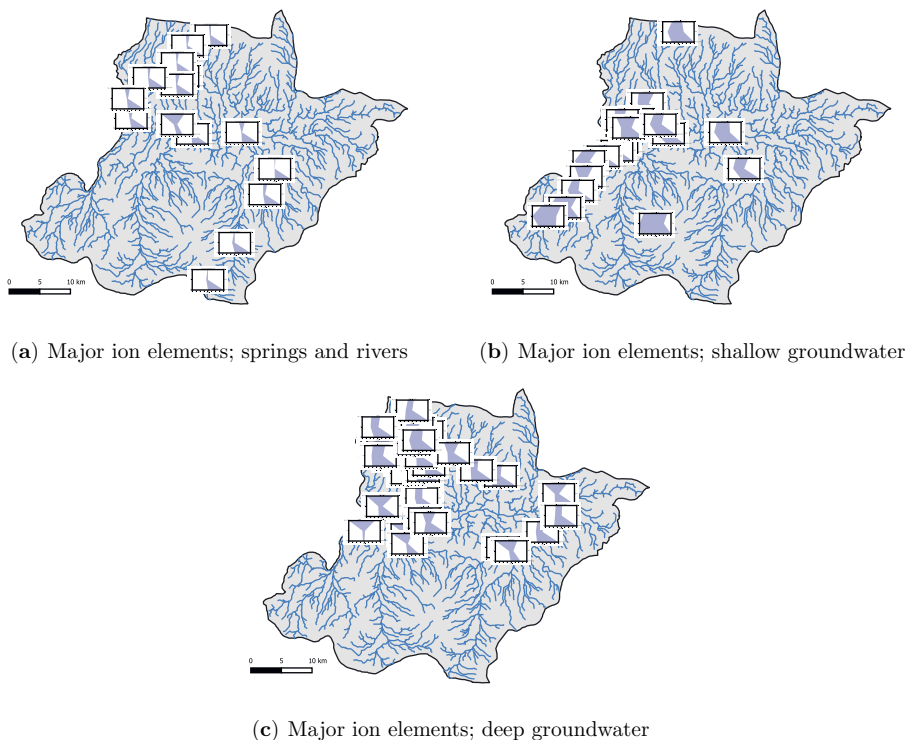 0 5 10 km
0 5 10 km
(a) Major ion elements; springs and rivers
(b) Major ion elements; shallow groundwater
0 5 10 km
(c) Major ion elements; deep groundwater